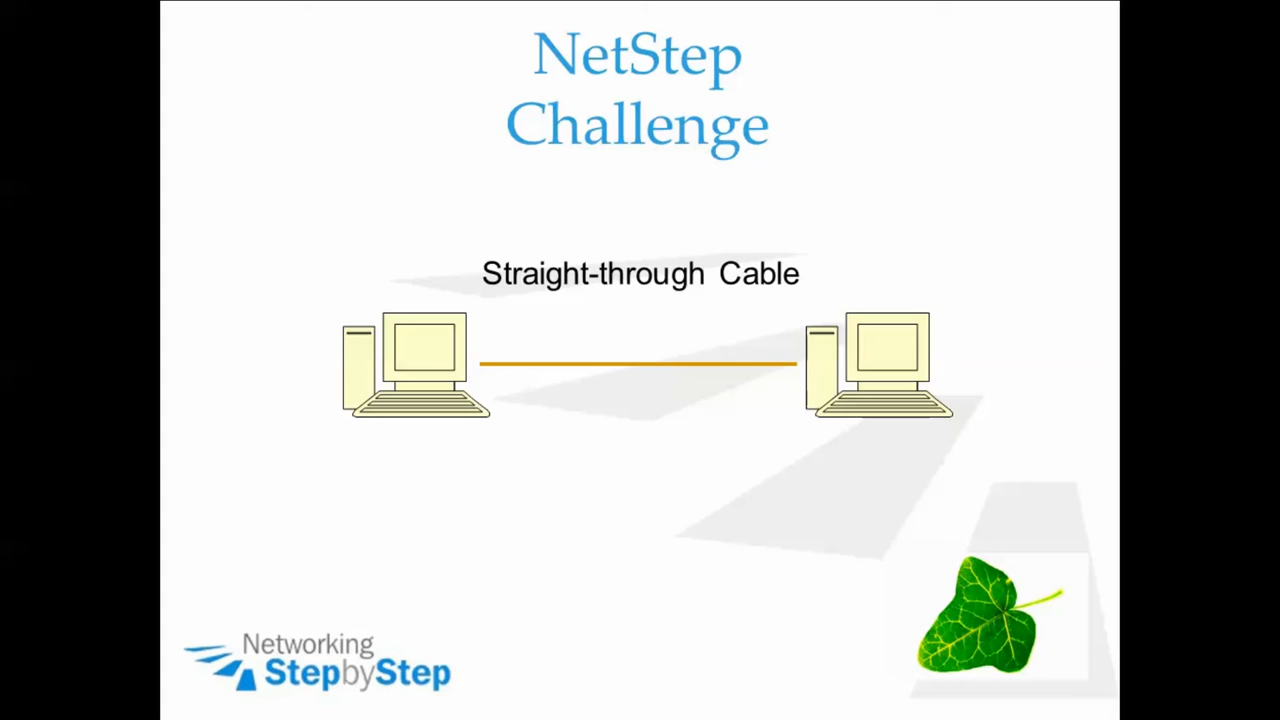 NetStep
Challenge
Straight-through Cable
Networking
StepbyStep